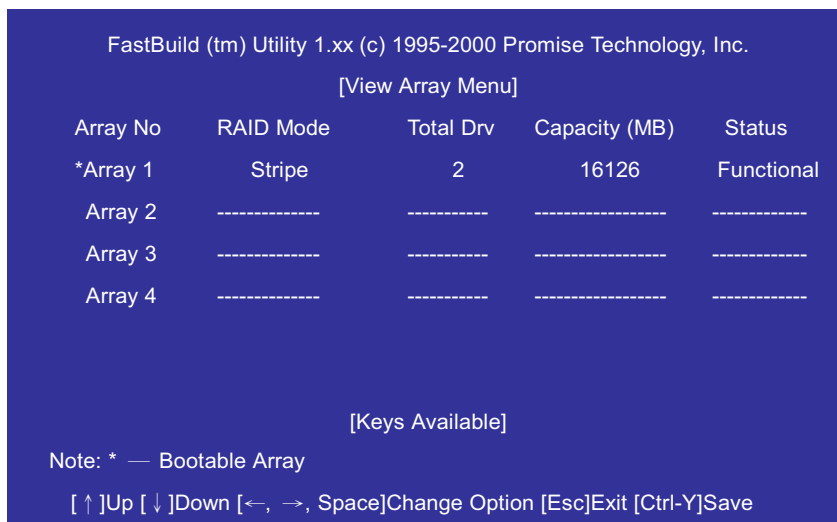 FastBuild (tm) Utility 1.xx (c) 1995-2000 Promise Technology, Inc.
[View Array Menu]
Array No RAID Mode Total Drv Capacity (MB) Status
*Array 1 Stripe 2 16126 Functional
Array 2 -------------- ----------- ------------------ -------------
Array 3 -------------- ----------- ------------------ -------------
Array 4 -------------- ----------- ------------------ -------------
[Keys Available]
Note: * — Bootable Array
[↑]Up [↓]Down [←, →, Space]Change Option [Esc]Exit [Ctrl-Y]Save